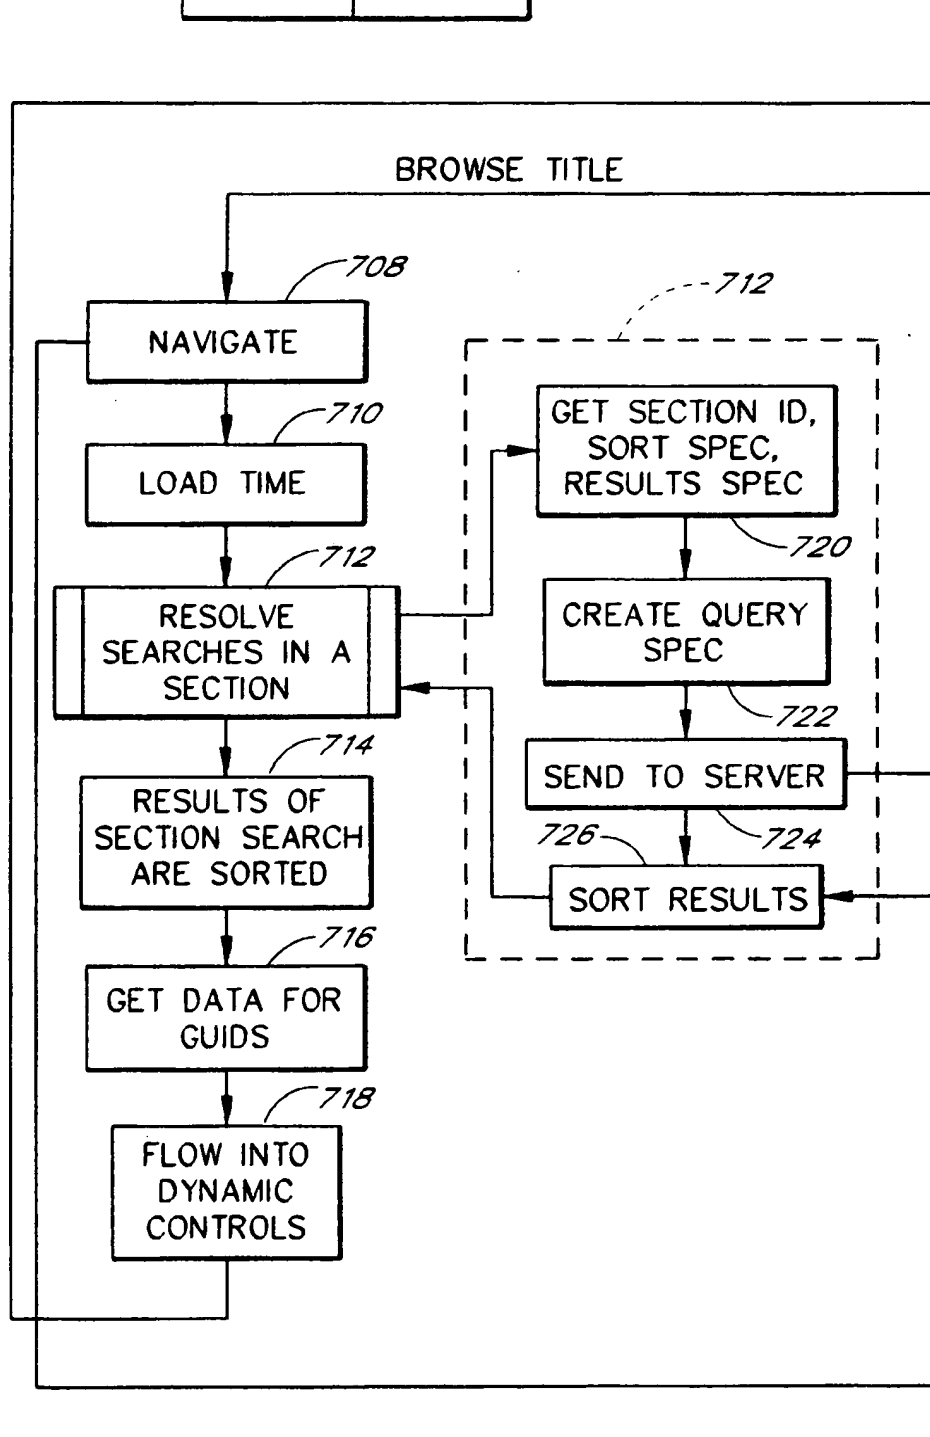 BROWSE TITLE
708
NAVIGATE
710
LOAD TIME
712
RESOLVE
SEARCHES IN A
SECTION
714
RESULTS OF
SECTION SEARCH
ARE SORTED
716
GET DATA FOR
GUIDS
718
FLOW INTO
DYNAMIC
CONTROLS
712
GET SECTION ID,
SORT SPEC,
RESULTS SPEC
720
CREATE QUERY
SPEC
722
SEND TO SERVER
724
726
SORT RESULTS